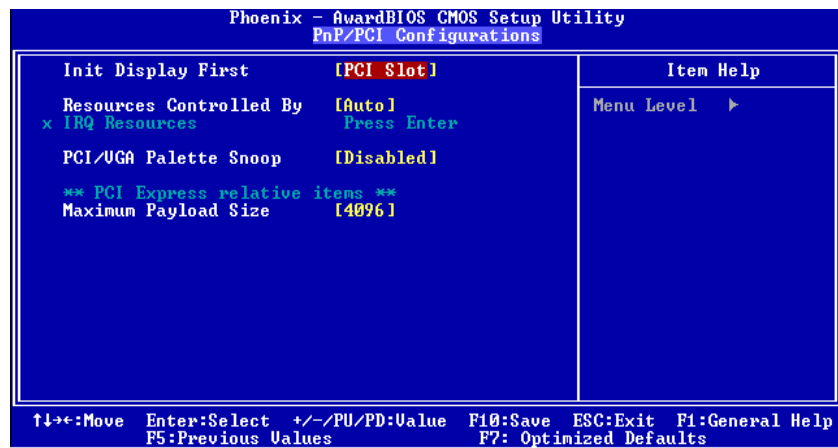 Phoenix - AwardBIOS CMOS Setup Utility
PnP/PCI Configurations
Init Display First [PCI Slot]
Resources Controlled By [Auto]
x IRQ Resources Press Enter
PCI/VGA Palette Snoop [Disabled]
** PCI Express relative items **
Maximum Payload Size [4096]
Item Help
Menu Level ►
↑↓→←:Move Enter:Select +/-/PU/PD:Value F10:Save ESC:Exit F1:General Help
F5:Previous Values F7: Optimized Defaults